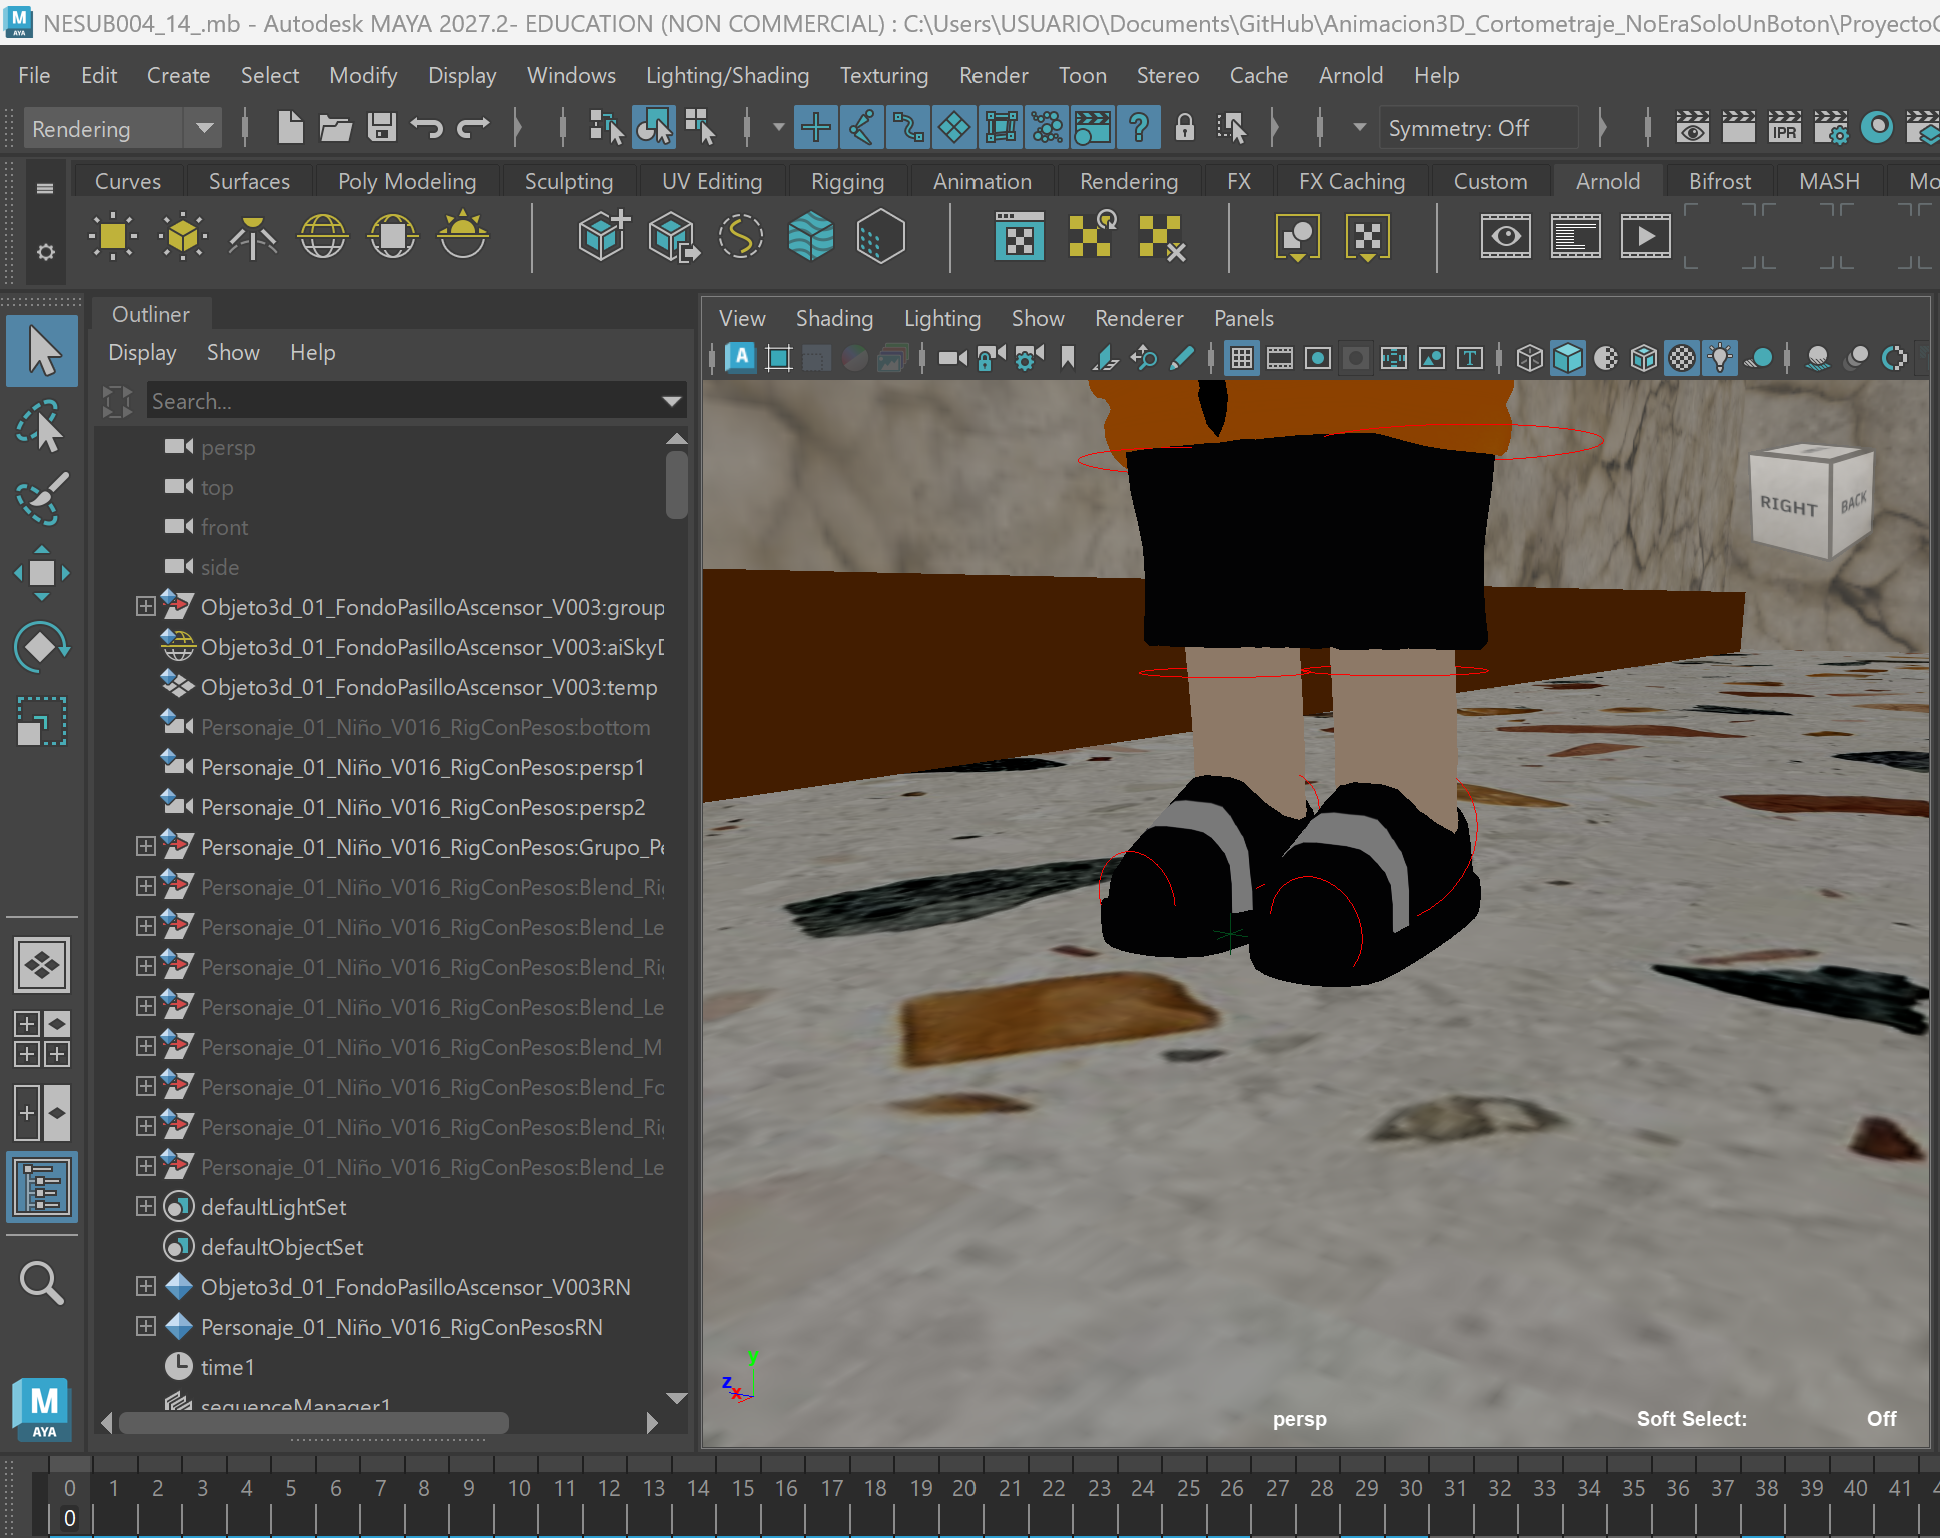 NESUB004_14_.mb - Autodesk MAYA 2027.2- EDUCATION (NON COMMERCIAL) : C:\Users\USUARIO\Documents\GitHub\Animacion3D_Cortometraje_NoEraSoloUnBoton\Proyecto
File Edit Create Select Modify Display Windows Lighting/Shading Texturing Render Toon Stereo Cache Arnold Help
Rendering Symmetry: Off IPR
Curves Surfaces Poly Modeling Sculpting UV Editing Rigging Animation Rendering FX FX Caching Custom Arnold Bifrost MASH Mo
Outliner
View Shading Lighting Show Renderer Panels
Display Show Help
Search...
persp
top
front
side
Objeto3d_01_FondoPasilloAscensor_V003:group
Objeto3d_01_FondoPasilloAscensor_V003:aiSkyD
Objeto3d_01_FondoPasilloAscensor_V003:temp
Personaje_01_Niño_V016_RigConPesos:bottom
Personaje_01_Niño_V016_RigConPesos:persp1
Personaje_01_Niño_V016_RigConPesos:persp2
Personaje_01_Niño_V016_RigConPesos:Grupo_Pe
Personaje_01_Niño_V016_RigConPesos:Blend_Ri
Personaje_01_Niño_V016_RigConPesos:Blend_Le
Personaje_01_Niño_V016_RigConPesos:Blend_Ri
Personaje_01_Niño_V016_RigConPesos:Blend_Le
Personaje_01_Niño_V016_RigConPesos:Blend_M
Personaje_01_Niño_V016_RigConPesos:Blend_Fo
Personaje_01_Niño_V016_RigConPesos:Blend_Ri
Personaje_01_Niño_V016_RigConPesos:Blend_Le
defaultLightSet
defaultObjectSet
Objeto3d_01_FondoPasilloAscensor_V003RN
Personaje_01_Niño_V016_RigConPesosRN
time1
sequenceManager1
RIGHT BACK
y
z x
persp Soft Select: Off
M
AYA
0 1 2 3 4 5 6 7 8 9 10 11 12 13 14 15 16 17 18 19 20 21 22 23 24 25 26 27 28 29 30 31 32 33 34 35 36 37 38 39 40 41
0